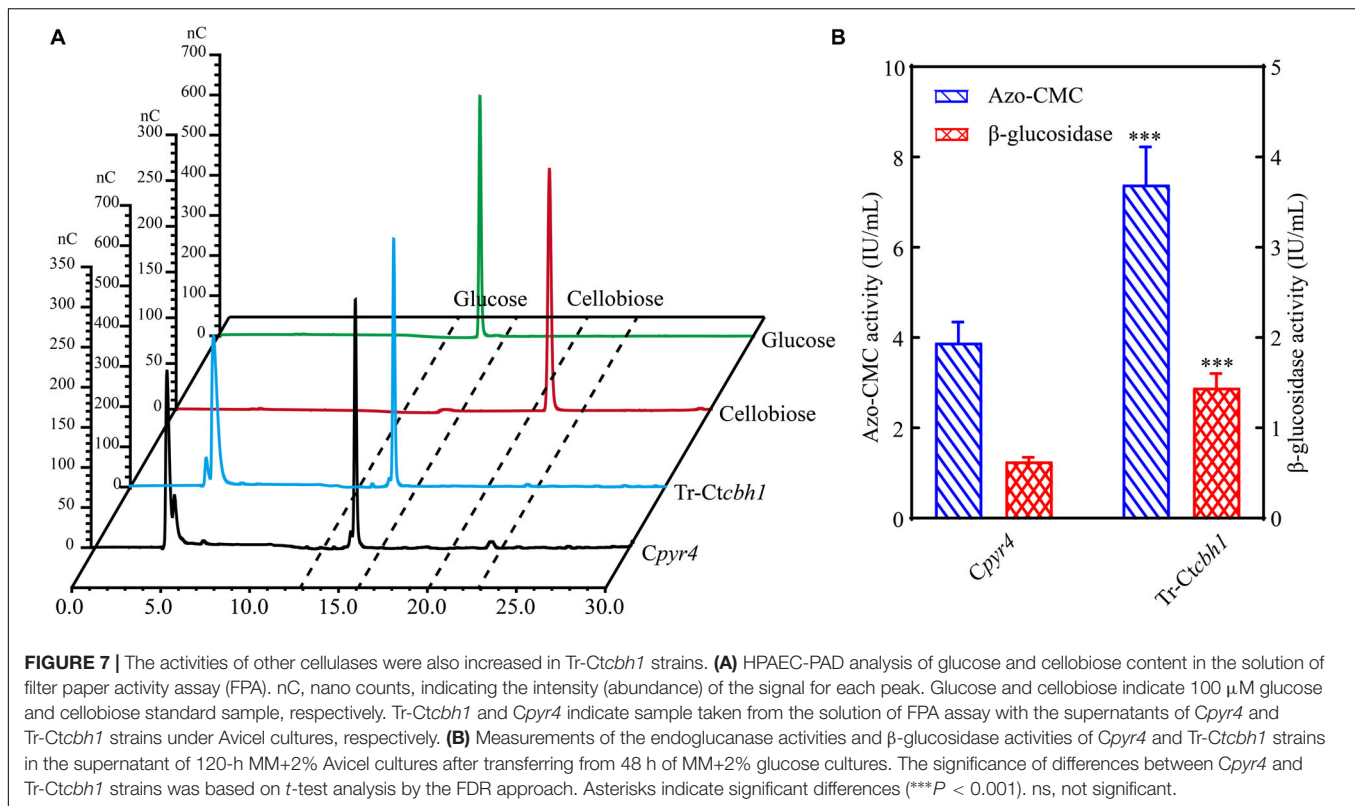 A
nC
700
600
500
400
300
200
100
0
nC
300
250
200
150
100
50
0
nC
700
600
500
400
300
200
100
0
nC
350
300
250
200
150
100
50
0
Glucose
Cellobiose
Glucose
Cellobiose
Tr-Ctcbh1
Cpyr4
0.0 5.0 10.0 15.0 20.0 25.0 30.0
B
Azo-CMC activity (IU/mL)
10
8
6
4
2
0
Azo-CMC
β-glucosidase
***
***
5
4
3
2
1
0
β-glucosidase activity (IU/mL)
Cpyr4
Tr-Ctcbh1
FIGURE 7 | The activities of other cellulases were also increased in Tr-Ctcbh1 strains. (A) HPAEC-PAD analysis of glucose and cellobiose content in the solution of
filter paper activity assay (FPA). nC, nano counts, indicating the intensity (abundance) of the signal for each peak. Glucose and cellobiose indicate 100 μM glucose
and cellobiose standard sample, respectively. Tr-Ctcbh1 and Cpyr4 indicate sample taken from the solution of FPA assay with the supernatants of Cpyr4 and
Tr-Ctcbh1 strains under Avicel cultures, respectively. (B) Measurements of the endoglucanase activities and β-glucosidase activities of Cpyr4 and Tr-Ctcbh1 strains
in the supernatant of 120-h MM+2% Avicel cultures after transferring from 48 h of MM+2% glucose cultures. The significance of differences between Cpyr4 and
Tr-Ctcbh1 strains was based on t-test analysis by the FDR approach. Asterisks indicate significant differences (***P < 0.001). ns, not significant.